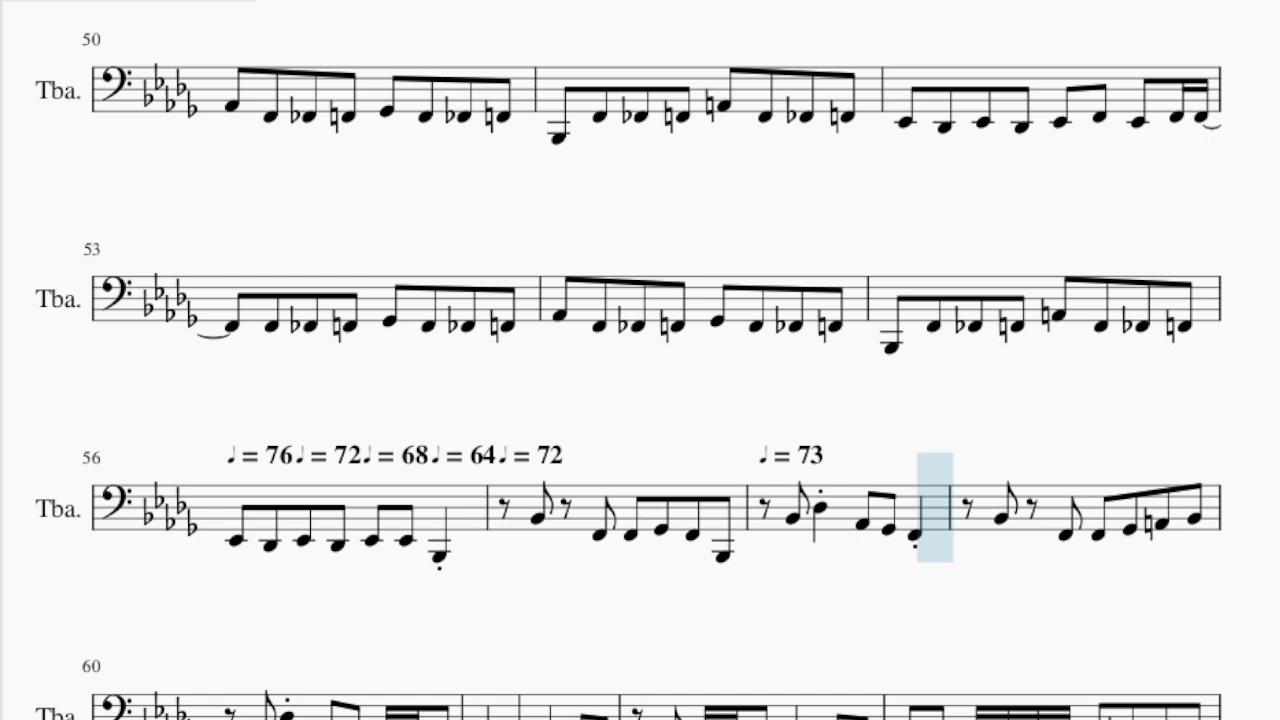 50
Tba.
53
Tba.
56
♩ = 76 ♩ = 72 ♩ = 68 ♩ = 64 ♩ = 72 ♩ = 73
Tba.
60
Tba.